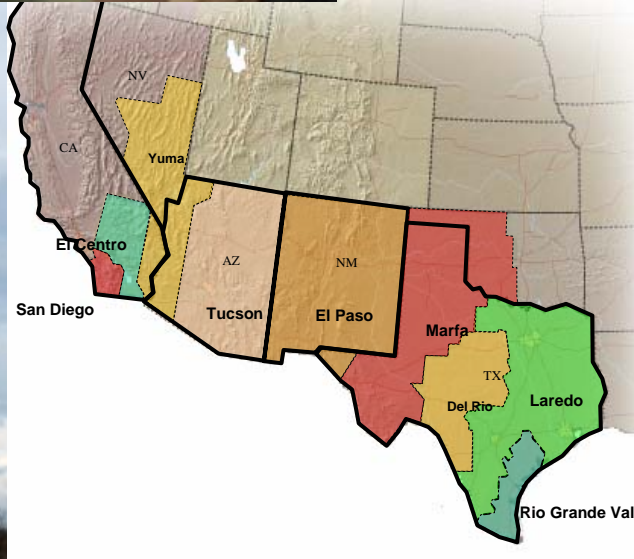 NV
CA
Yuma
El Centro
AZ
NM
San Diego
Tucson
El Paso
Marfa
TX
Del Rio
Laredo
Rio Grande Val